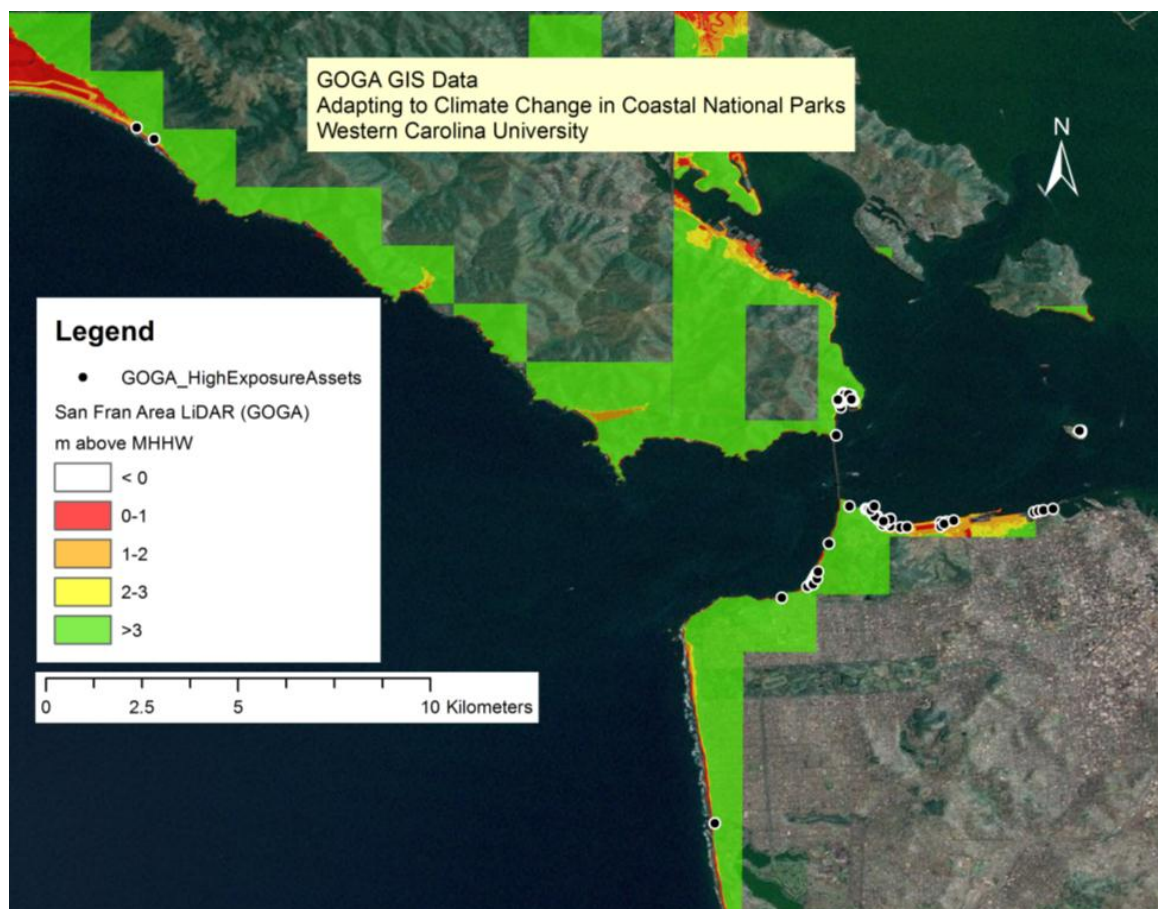 GOGA GIS Data
Adapting to Climate Change in Coastal National Parks
Western Carolina University
N
Legend
GOGA_HighExposureAssets
San Fran Area LiDAR (GOGA)
m above MHHW
< 0
0-1
1-2
2-3
>3
0 2.5 5 10 Kilometers